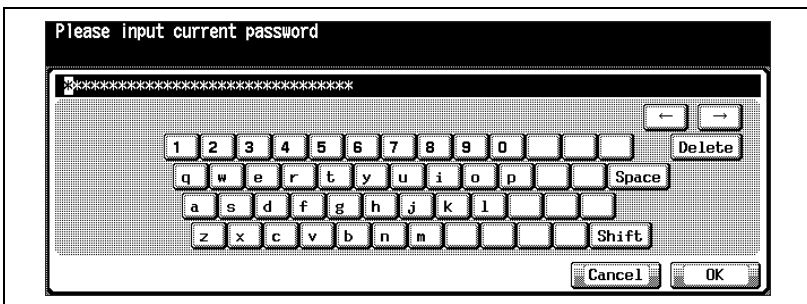 Please input current password
********************************
← →
1 2 3 4 5 6 7 8 9 0 Delete
q w e r t y u i o p Space
a s d f g h j k l
z x c v b n m Shift
Cancel OK